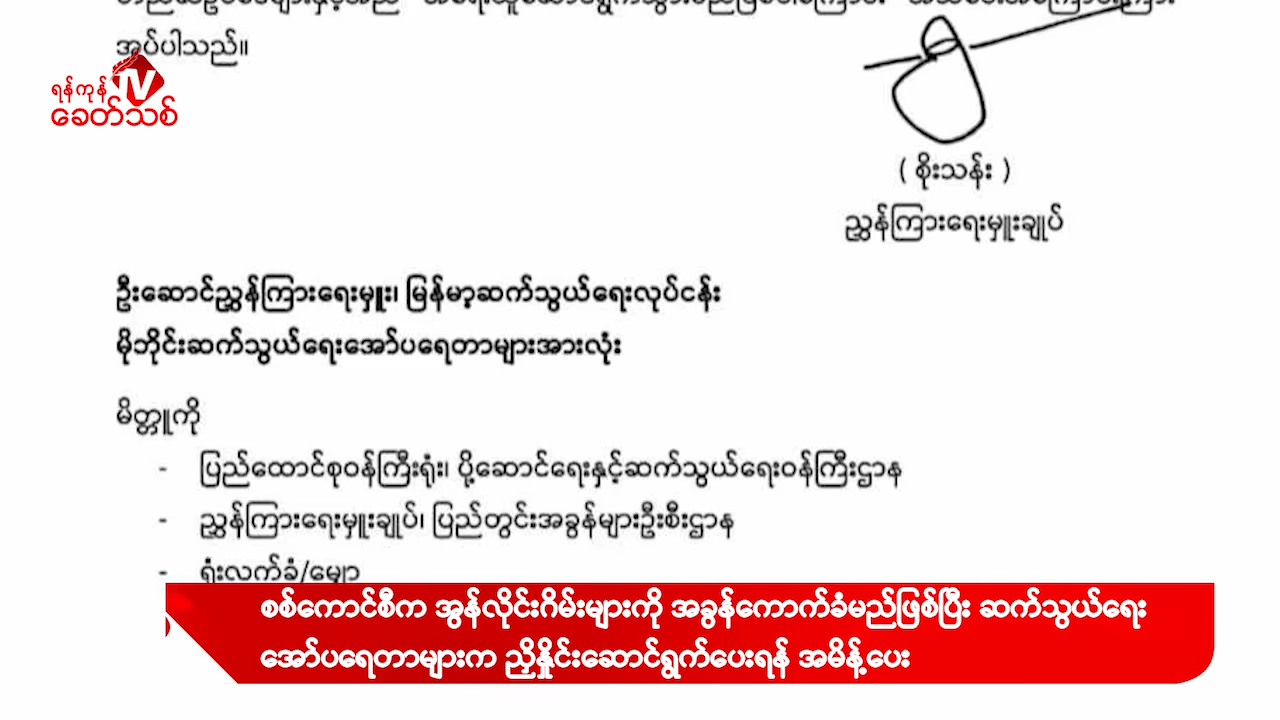 အပ်ပါသည်။
ရန်ကုန် TV
ခေတ်သစ်
( စိုးသန်း )
ညွှန်ကြားရေးမှူးချုပ်
ဦးဆောင်ညွှန်ကြားရေးမှူး၊ မြန်မာ့ဆက်သွယ်ရေးလုပ်ငန်း
မိုဘိုင်းဆက်သွယ်ရေးအော်ပရေတာများအားလုံး
မိတ္တူကို
- ပြည်ထောင်စုဝန်ကြီးရုံး၊ ပို့ဆောင်ရေးနှင့်ဆက်သွယ်ရေးဝန်ကြီးဌာန
- ညွှန်ကြားရေးမှူးချုပ်၊ ပြည်တွင်းအခွန်များဦးစီးဌာန
- ရုံးလက်ခံ/မျှော
စစ်ကောင်စီက အွန်လိုင်းဂိမ်းများကို အခွန်ကောက်ခံမည်ဖြစ်ပြီး ဆက်သွယ်ရေး
အော်ပရေတာများက ညှိနှိုင်းဆောင်ရွက်ပေးရန် အမိန့်ပေး